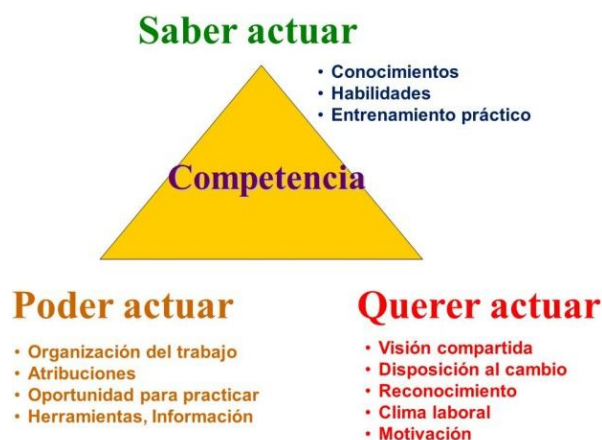 Saber actuar
• Conocimientos
• Habilidades
• Entrenamiento práctico
Competencia
Poder actuar
• Organización del trabajo
• Atribuciones
• Oportunidad para practicar
• Herramientas, Información
Querer actuar
• Visión compartida
• Disposición al cambio
• Reconocimiento
• Clima laboral
• Motivación